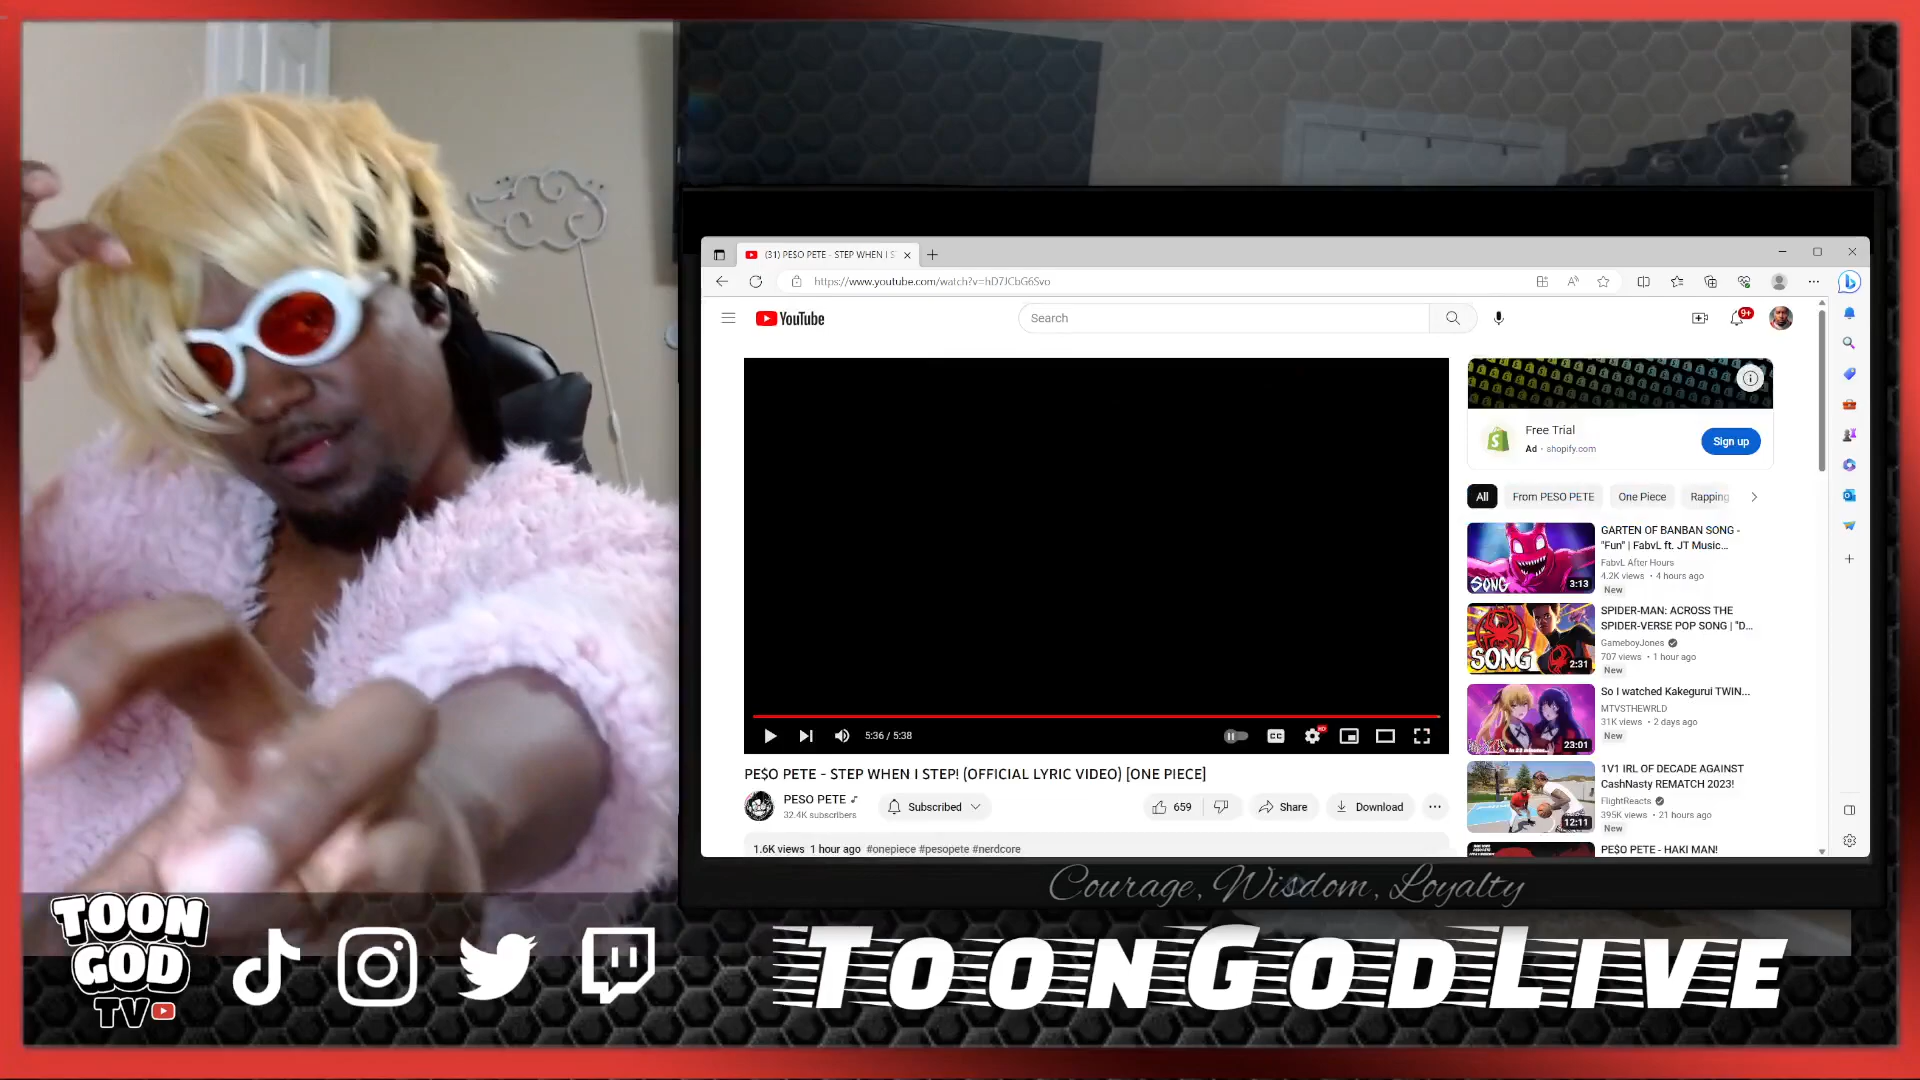 (31) PE$O PETE - STEP WHEN I S
https://www.youtube.com/watch?v=hD7JCbG6Svo
YouTube
Search
9+
Free Trial
Ad · shopify.com
Sign up
All
From PESO PETE
One Piece
Rapping
GARTEN OF BANBAN SONG -
"Fun" | FabvL ft. JT Music...
FabvL After Hours
4.2K views • 4 hours ago
New
SONG
3:13
SPIDER-MAN: ACROSS THE
SPIDER-VERSE POP SONG | "D...
GameboyJones
707 views • 1 hour ago
New
SONG
2:31
So I watched Kakegurui TWIN...
MTVSTHEWRLD
31K views • 2 days ago
New
23:01
1V1 IRL OF DECADE AGAINST
CashNasty REMATCH 2023!
FlightReacts
395K views • 21 hours ago
New
12:11
PE$O PETE - HAKI MAN!
5:36 / 5:38
CC
HD
PE$O PETE - STEP WHEN I STEP! (OFFICIAL LYRIC VIDEO) [ONE PIECE]
PESO PETE
32.4K subscribers
Subscribed
659
Share
Download
1.6K views 1 hour ago #onepiece #pesopete #nerdcore
Courage, Wisdom, Loyalty
TOON
GOD
TV
TOONGODLIVE